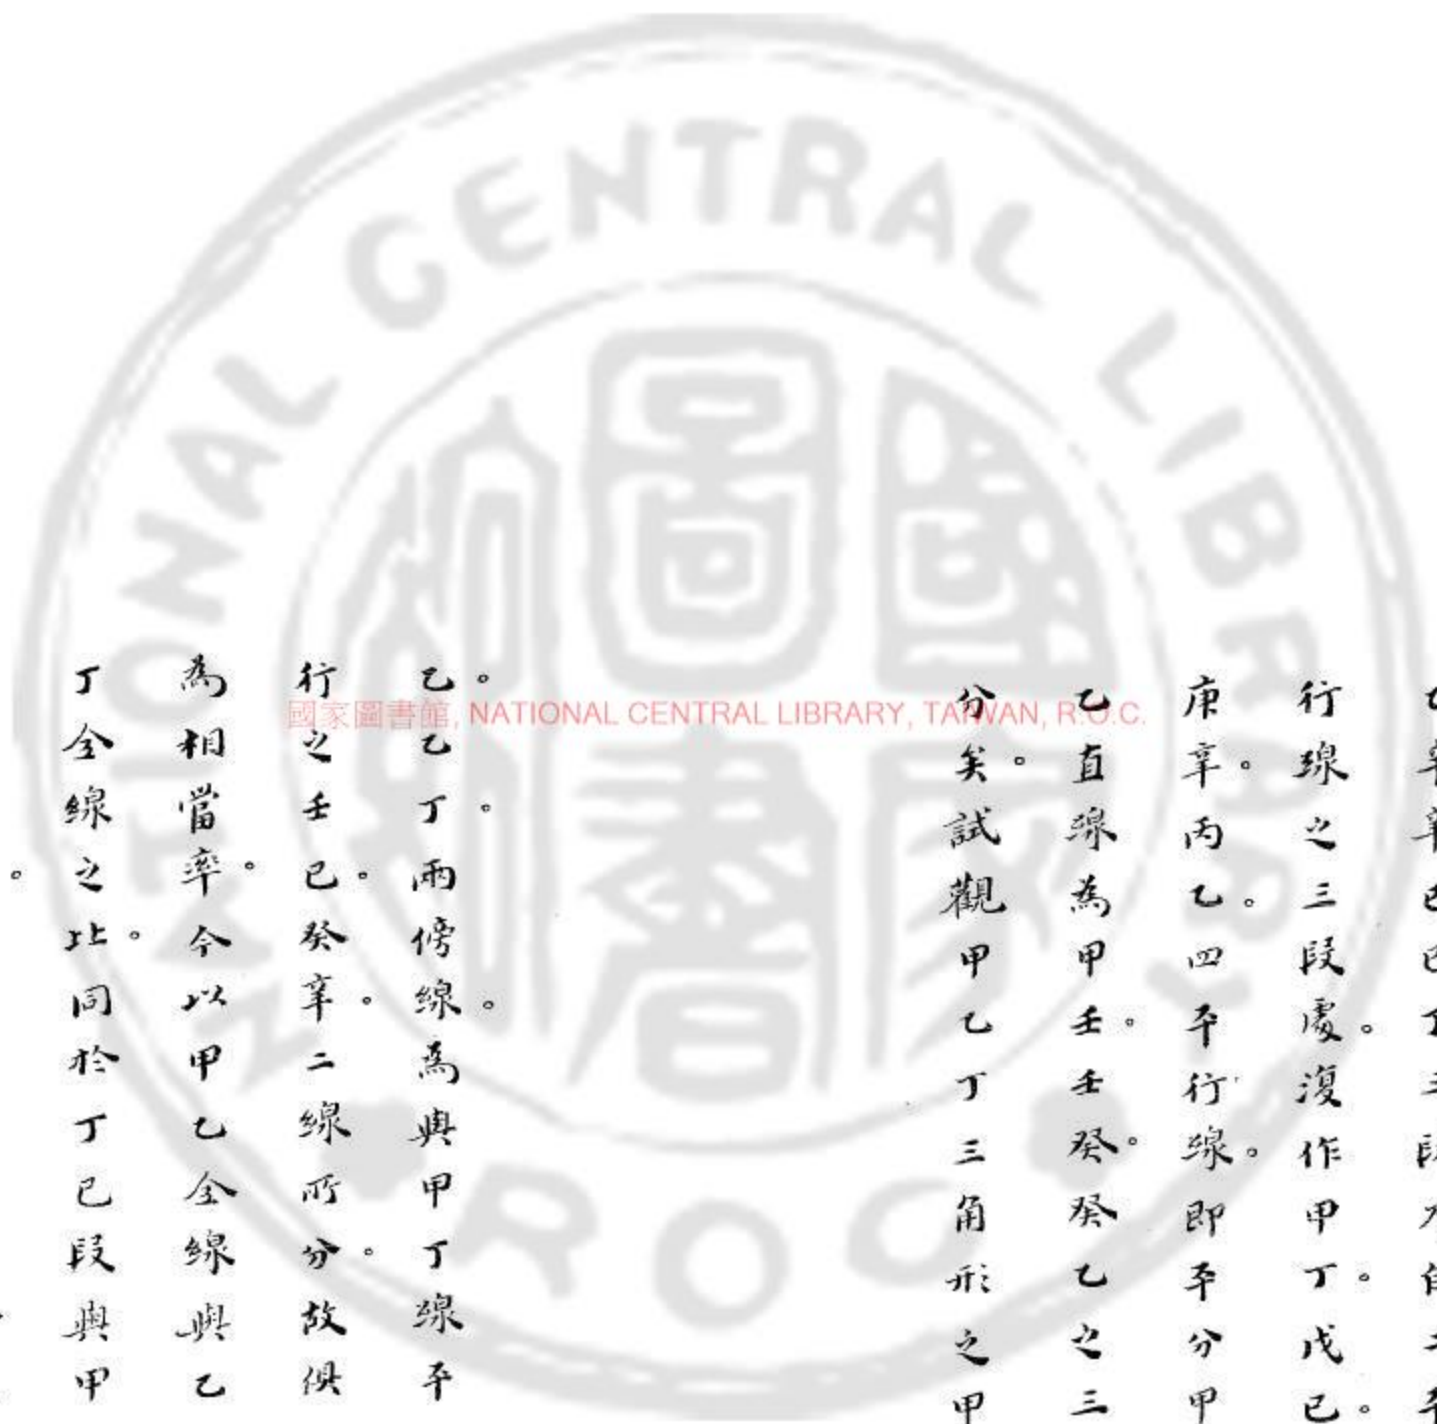 行線之三段處。復作甲丁。戊已。
庚辛。丙乙。四平行線。即平分甲
乙直線為甲壬。壬癸。癸乙之三
分矣。試觀甲乙丁三角形之甲
乙。乙丁。兩傍線。為與甲丁線平
行之壬已。癸辛。二線所分。故俱
為相當率。今以甲乙全線與乙
丁全線之比。同於丁已段與甲
國家圖書館, NATIONAL CENTRAL LIBRARY, TAIWAN, R.O.C.
NATIONAL CENTRAL LIBRARY
ROC